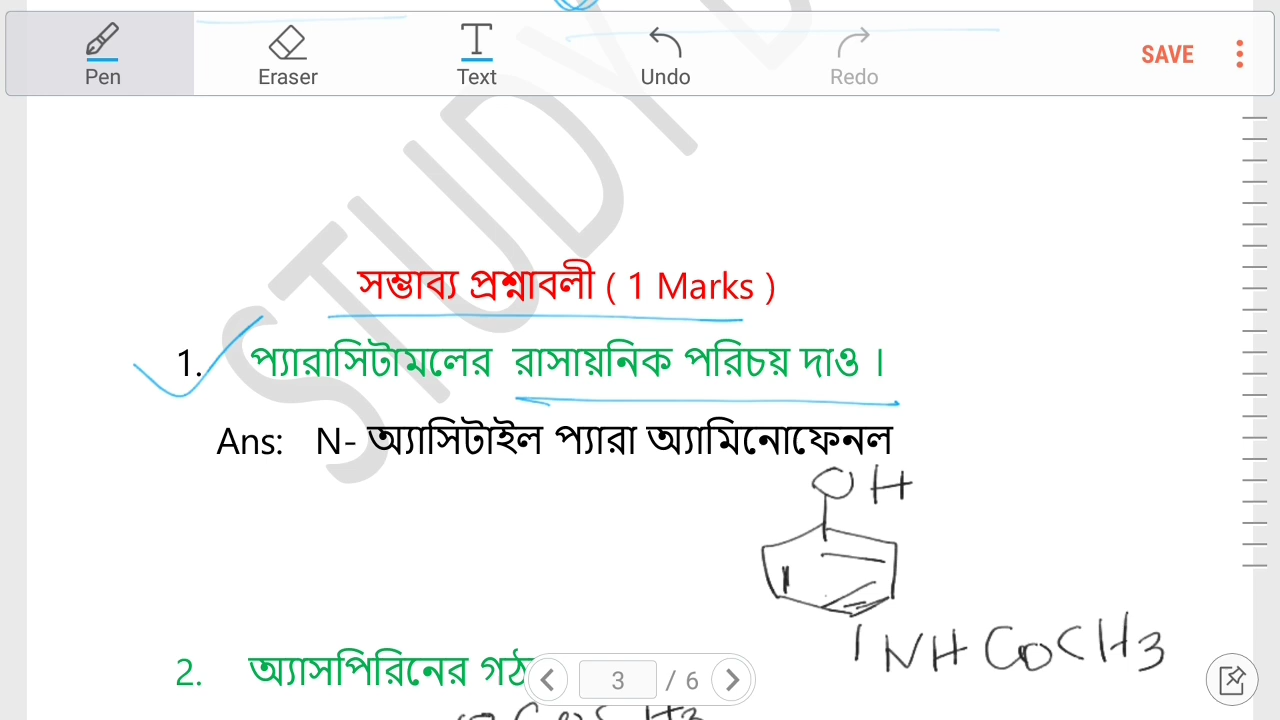 Pen Eraser Text Undo Redo SAVE
STUDY
সম্ভাব্য প্রশ্নাবলী ( 1 Marks )
1. প্যারাসিটামলের রাসায়নিক পরিচয় দাও ।
Ans: N- অ্যাসিটাইল প্যারা অ্যামিনোফেনল
OH
NHCOCH3
2. অ্যাসপিরিনের
3 / 6